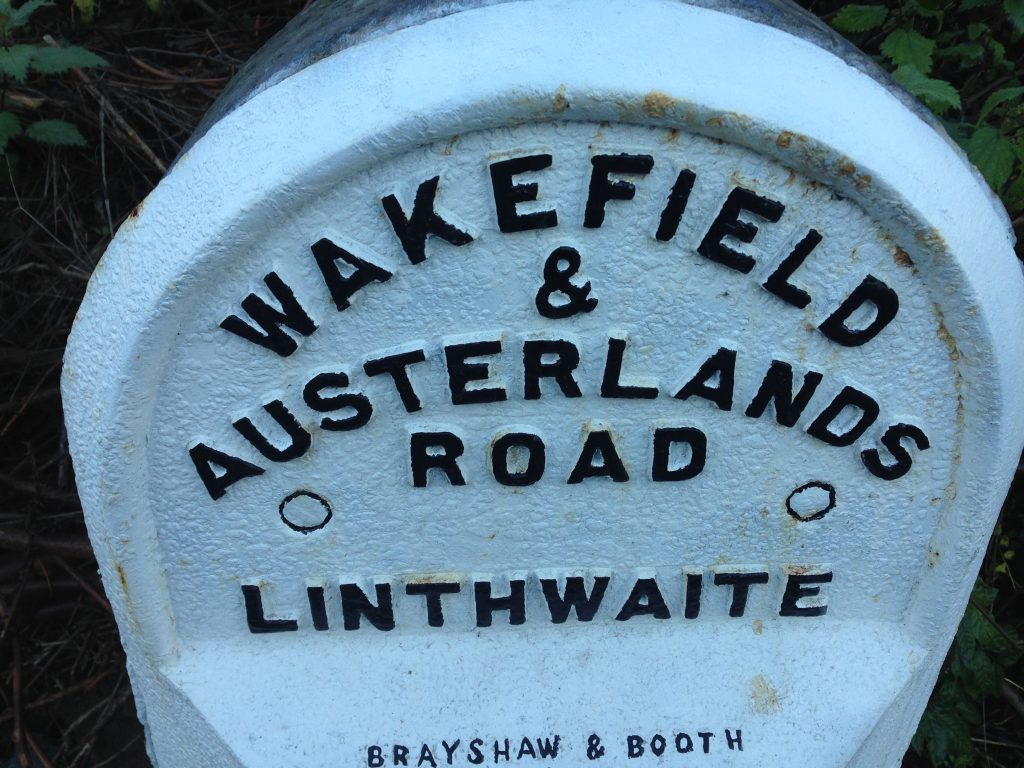 WAKEFIELD
&
AUSTERLANDS
ROAD
LINTHWAITE
BRAYSHAW & BOOTH